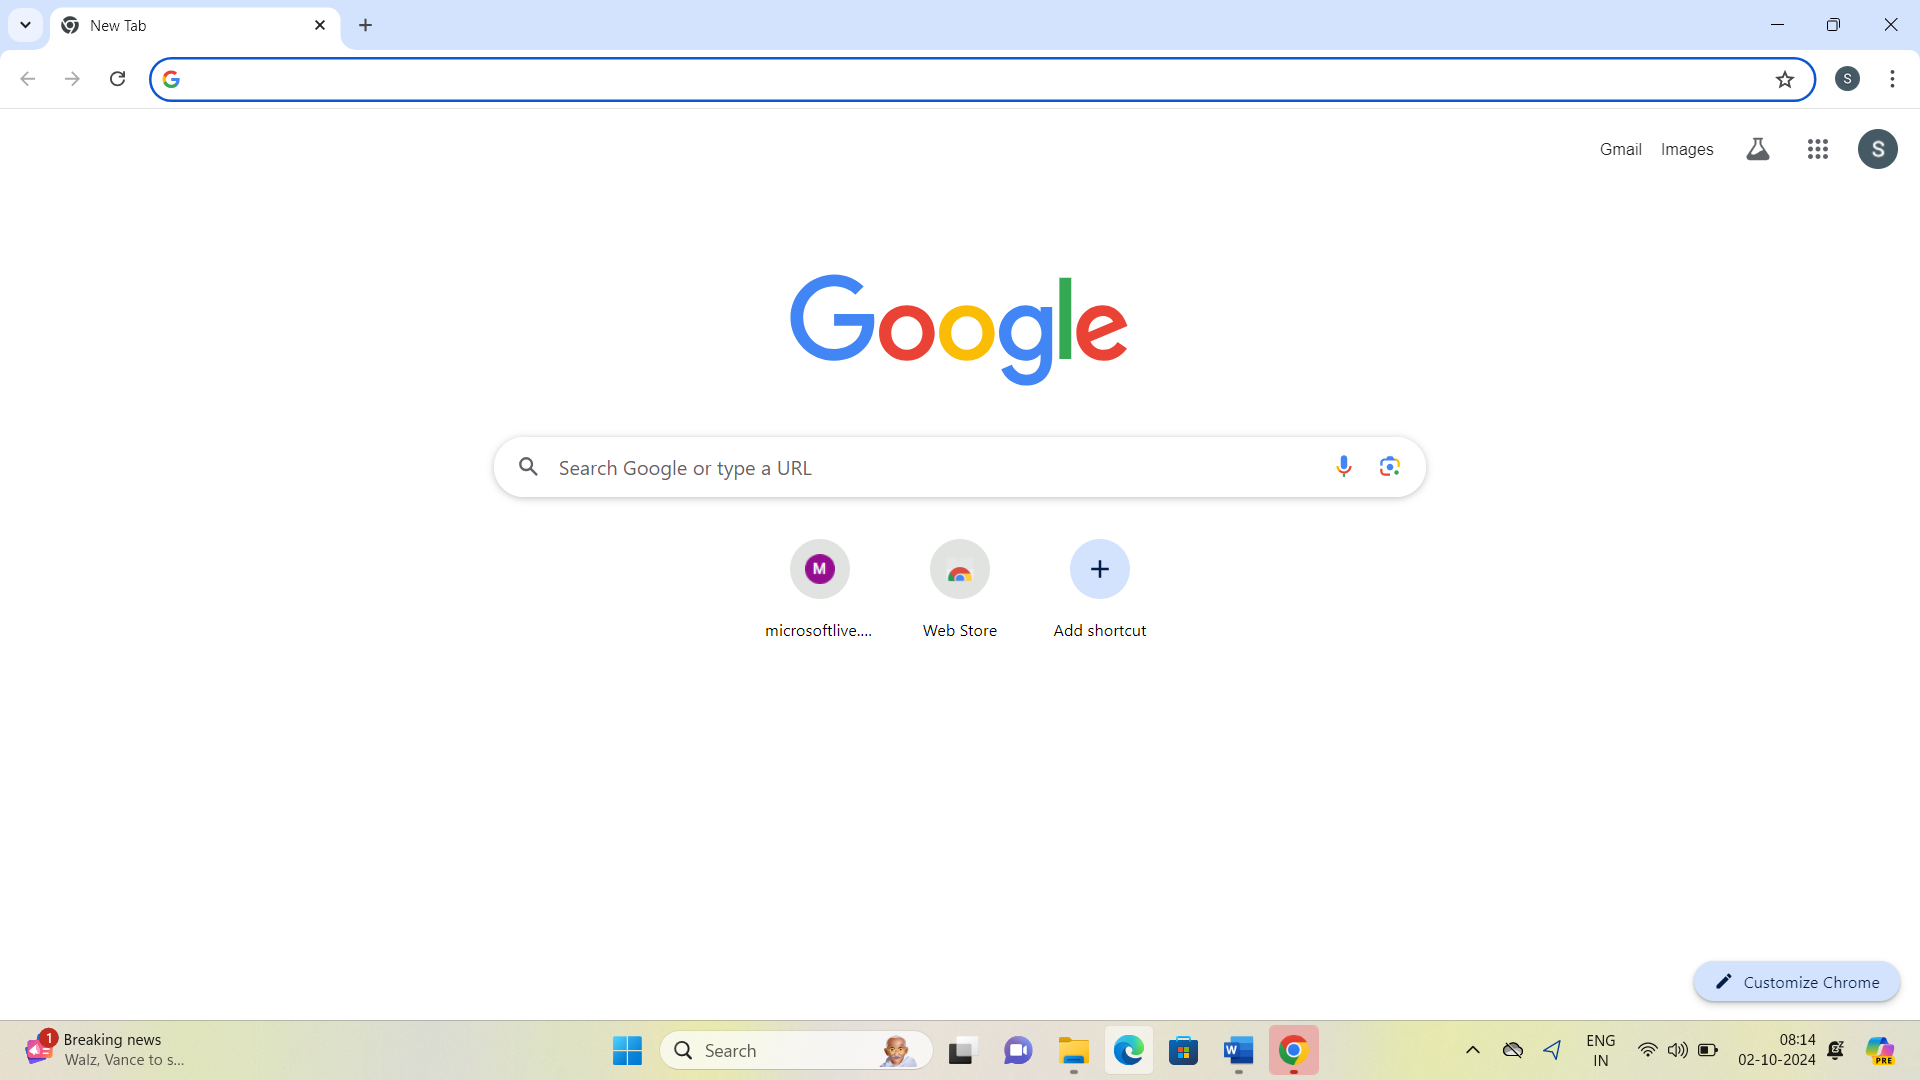 New Tab
S
Gmail Images
S
Google
Search Google or type a URL
M
microsoftlive....
Web Store
Add shortcut
Customize Chrome
1
Breaking news
Walz, Vance to s...
Search
W
ENG
IN
08:14
02-10-2024
PRE